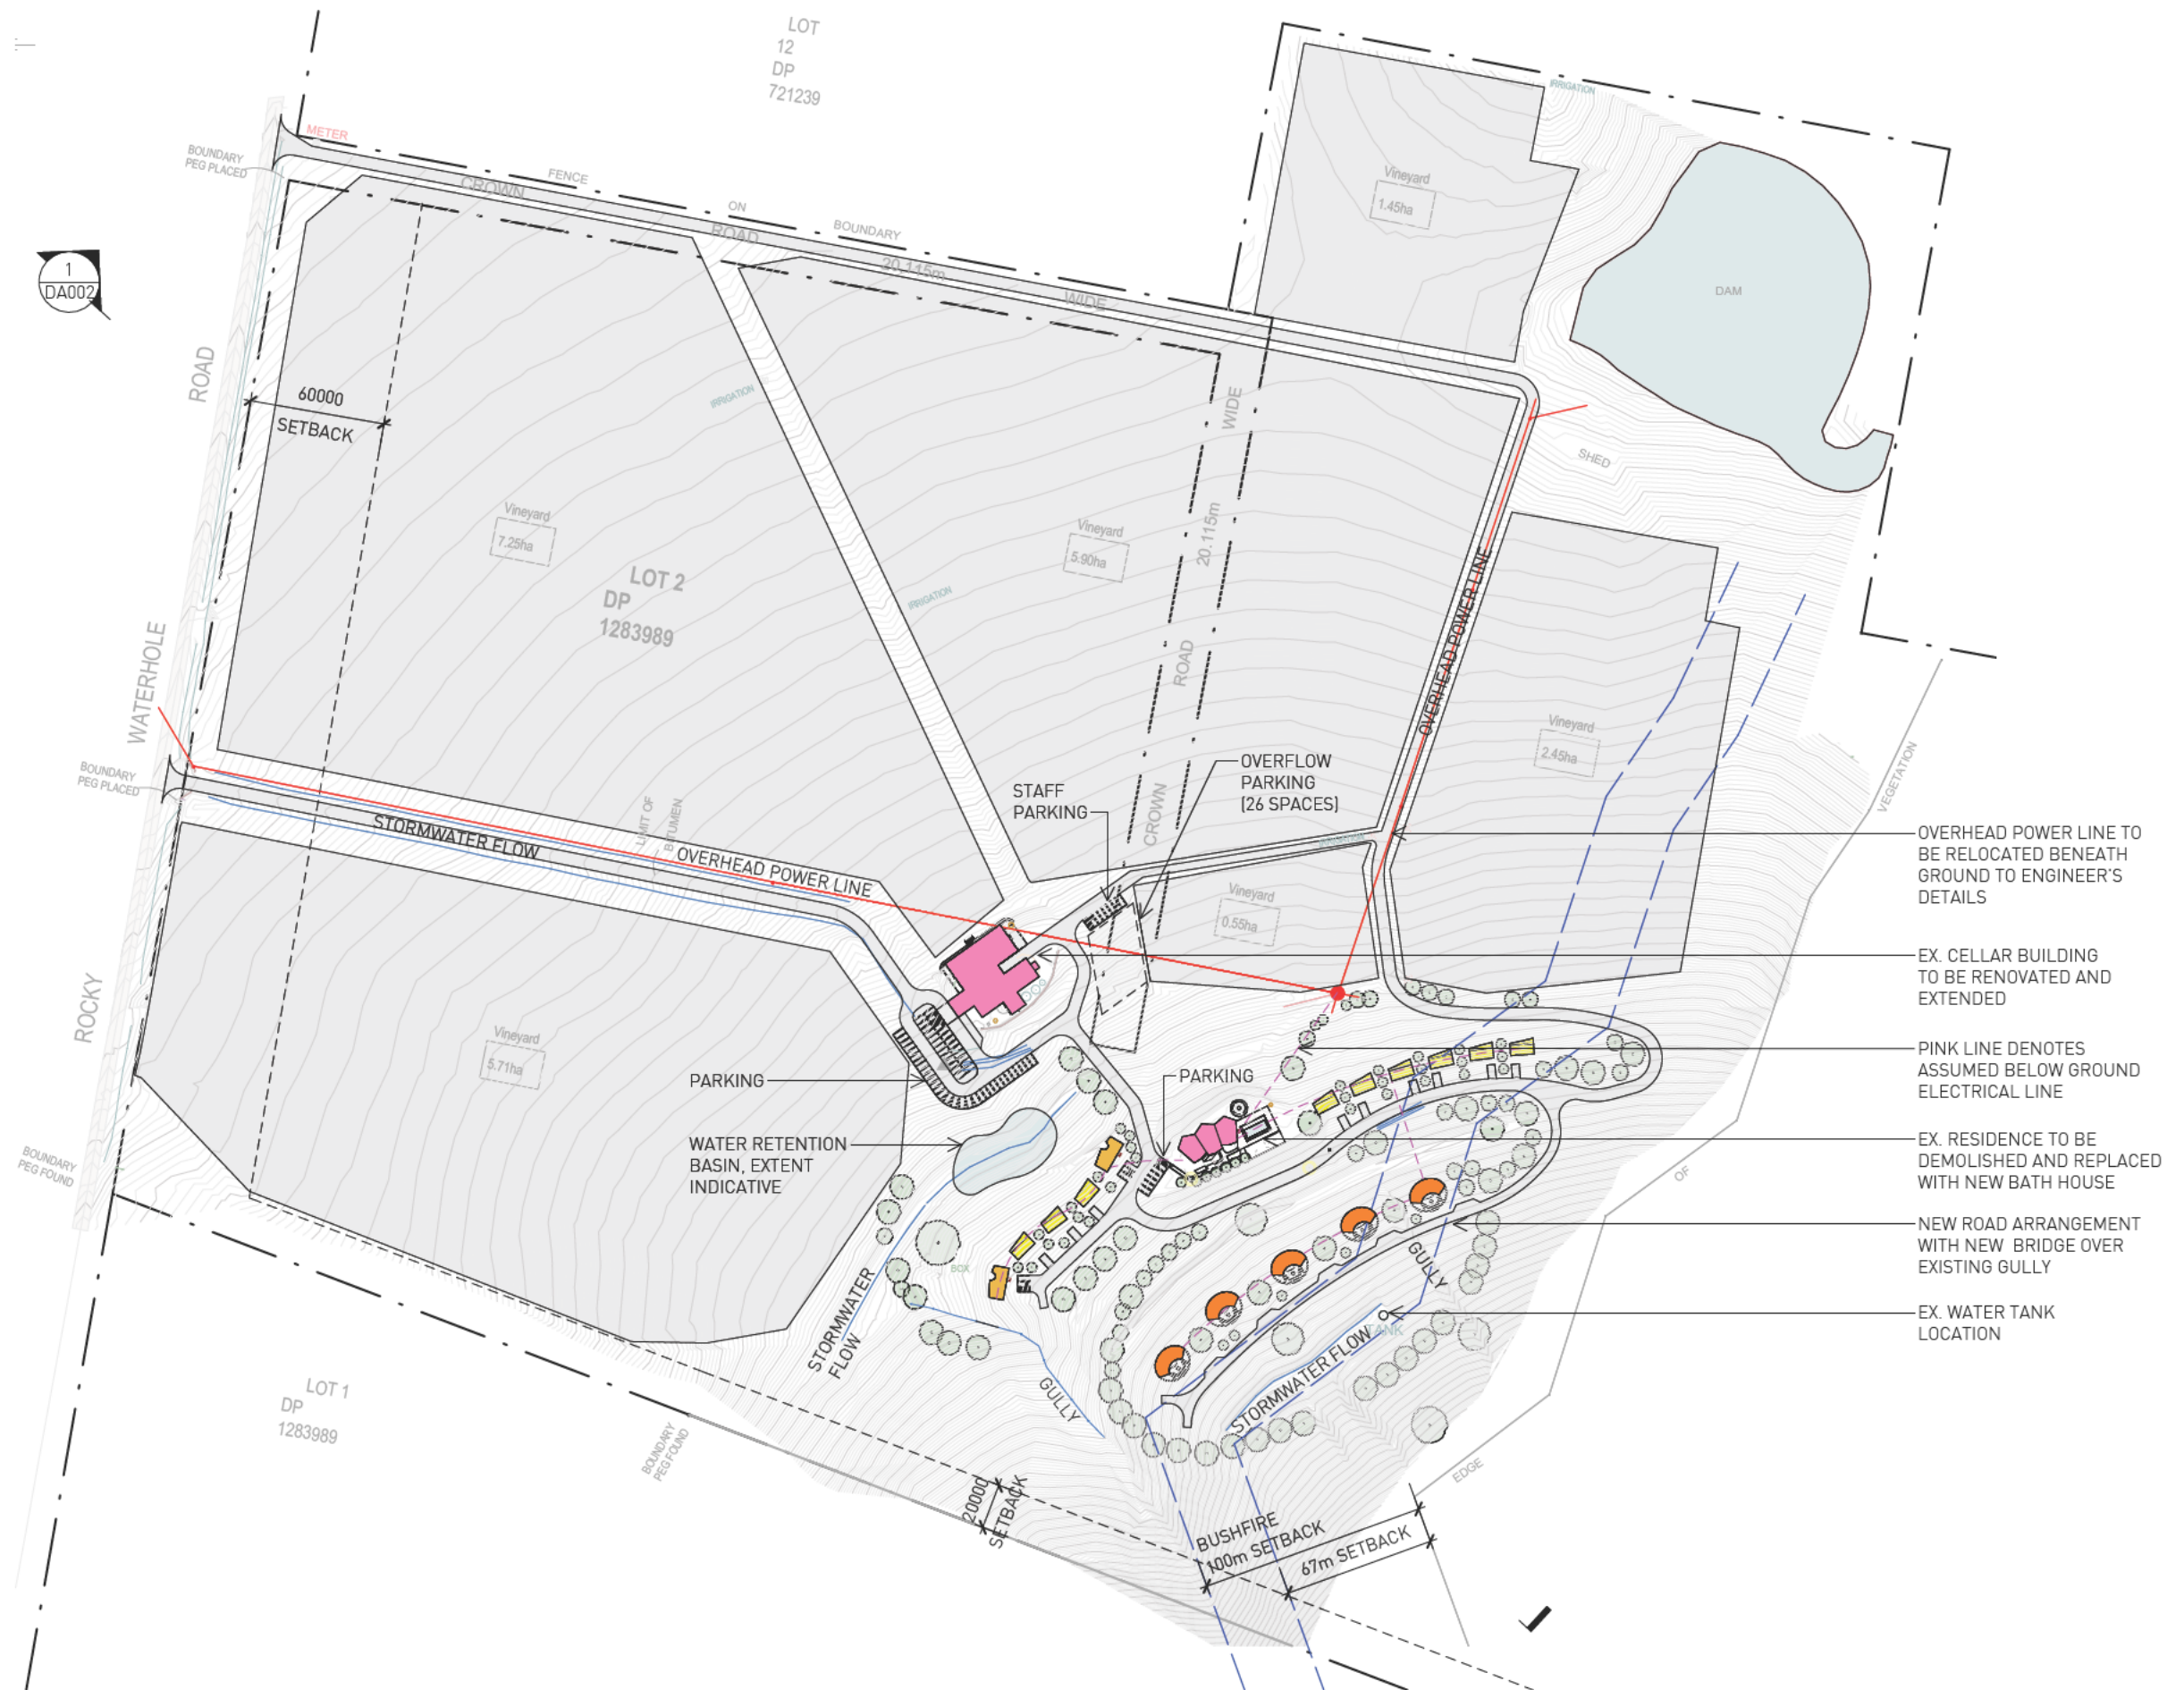 LOT
12
DP
721239
METER
BOUNDARY
PEG PLACED
FENCE
ON
BOUNDARY
CROWN
ROAD
20.115m
WIDE
IRRIGATION
Vineyard
1.45ha
DAM
1
DA002
ROAD
60000
SETBACK
IRRIGATION
WIDE
SHED
Vineyard
7.25ha
Vineyard
5.90ha
20.115m
LOT 2
DP
1283989
IRRIGATION
OVERHEAD POWER LINE
WATERHOLE
ROAD
Vineyard
2.45ha
BOUNDARY
PEG PLACED
STAFF
PARKING
OVERFLOW
PARKING
(26 SPACES)
CROWN
VEGETATION
LIMIT OF
BITUMEN
STORMWATER FLOW
OVERHEAD POWER LINE
OVERHEAD POWER LINE TO
BE RELOCATED BENEATH
GROUND TO ENGINEER'S
DETAILS
Vineyard
0.55ha
EX. CELLAR BUILDING
TO BE RENOVATED AND
EXTENDED
ROCKY
Vineyard
5.71ha
PARKING
PARKING
PINK LINE DENOTES
ASSUMED BELOW GROUND
ELECTRICAL LINE
WATER RETENTION
BASIN, EXTENT
INDICATIVE
EX. RESIDENCE TO BE
DEMOLISHED AND REPLACED
WITH NEW BATH HOUSE
BOUNDARY
PEG FOUND
OF
NEW ROAD ARRANGEMENT
WITH NEW BRIDGE OVER
EXISTING GULLY
BOX
GULLY
STORMWATER
FLOW
EX. WATER TANK
LOCATION
TANK
STORMWATER FLOW
GULLY
LOT 1
DP
1283989
BOUNDARY
PEG FOUND
EDGE
20000
SETBACK
BUSHFIRE
100m SETBACK
67m SETBACK